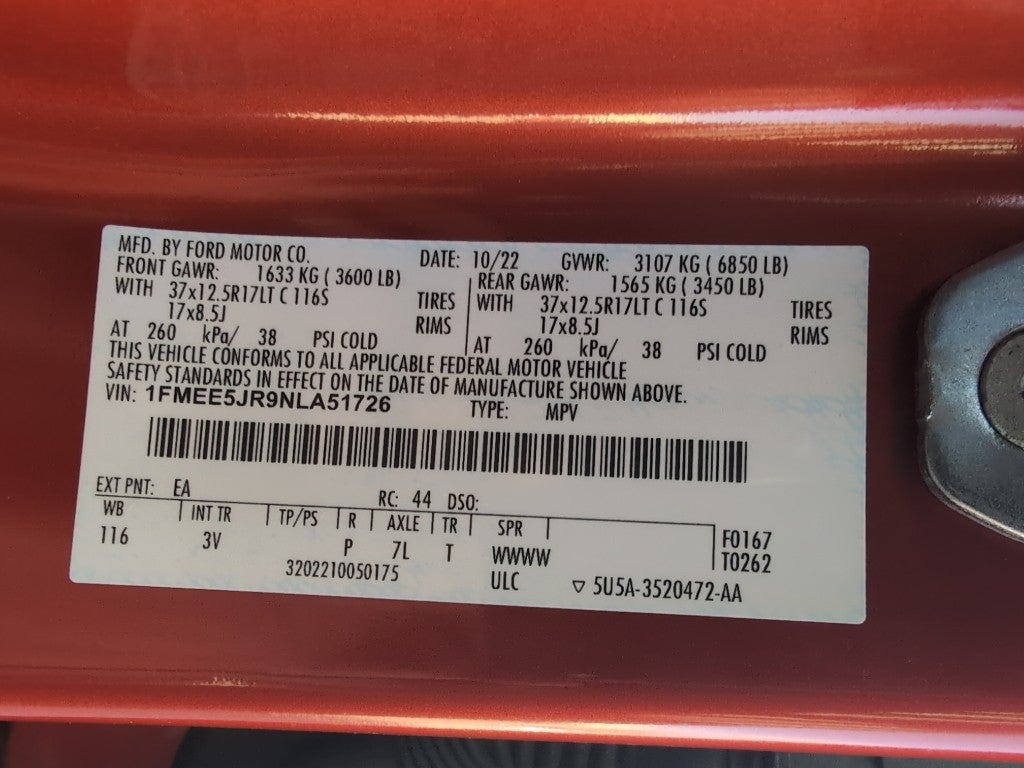 MFD. BY FORD MOTOR CO. DATE: 10/22 GVWR: 3107 KG ( 6850 LB)
FRONT GAWR: 1633 KG ( 3600 LB) REAR GAWR: 1565 KG ( 3450 LB)
WITH 37x12.5R17LT C 116S TIRES WITH 37x12.5R17LT C 116S TIRES
17x8.5J RIMS 17x8.5J RIMS
AT 260 kPa/ 38 PSI COLD AT 260 kPa/ 38 PSI COLD
THIS VEHICLE CONFORMS TO ALL APPLICABLE FEDERAL MOTOR VEHICLE
SAFETY STANDARDS IN EFFECT ON THE DATE OF MANUFACTURE SHOWN ABOVE.
VIN: 1FMEE5JR9NLA51726 TYPE: MPV
EXT PNT: EA RC: 44 DSO:
WB INT TR TP/PS R AXLE TR SPR
116 3V P 7L T WWWW F0167
3202210050175 ULC T0262
▽ 5U5A-3520472-AA